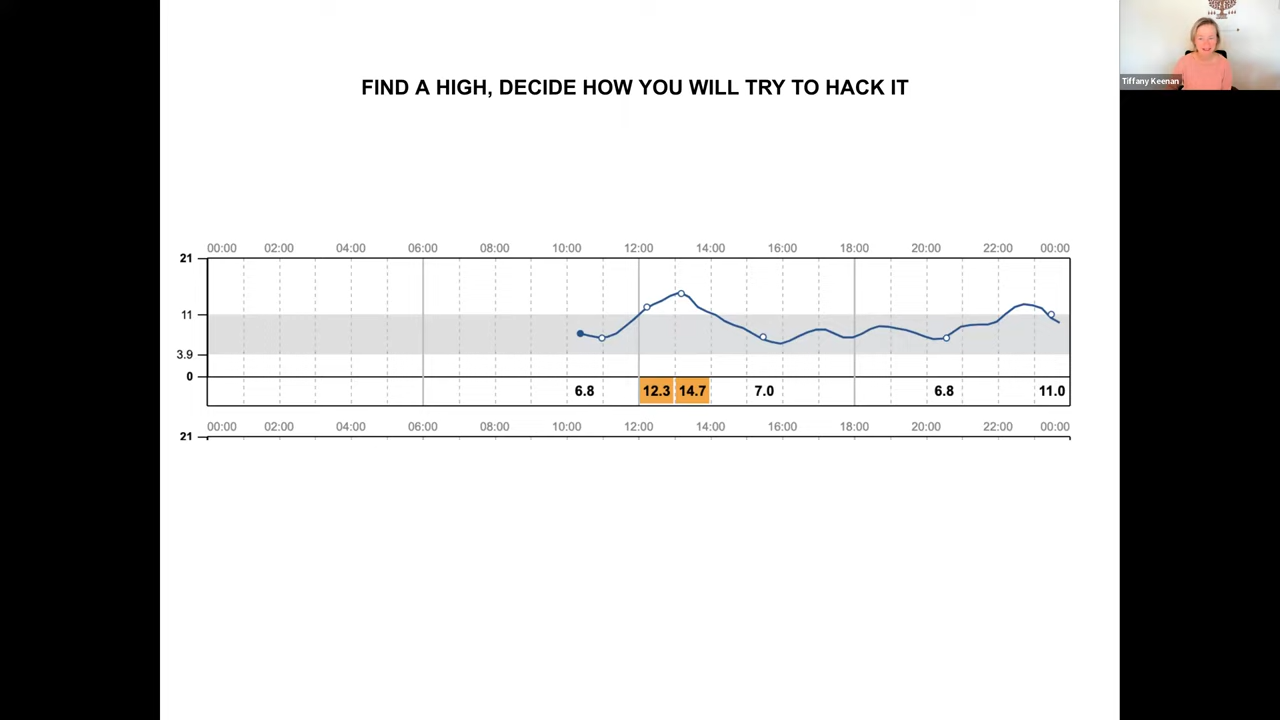 FIND A HIGH, DECIDE HOW YOU WILL TRY TO HACK IT
Tiffany Keenan
00:00 02:00 04:00 06:00 08:00 10:00 12:00 14:00 16:00 18:00 20:00 22:00 00:00
21
11
3.9
0
6.8 12.3 14.7 7.0 6.8 11.0
00:00 02:00 04:00 06:00 08:00 10:00 12:00 14:00 16:00 18:00 20:00 22:00 00:00
21